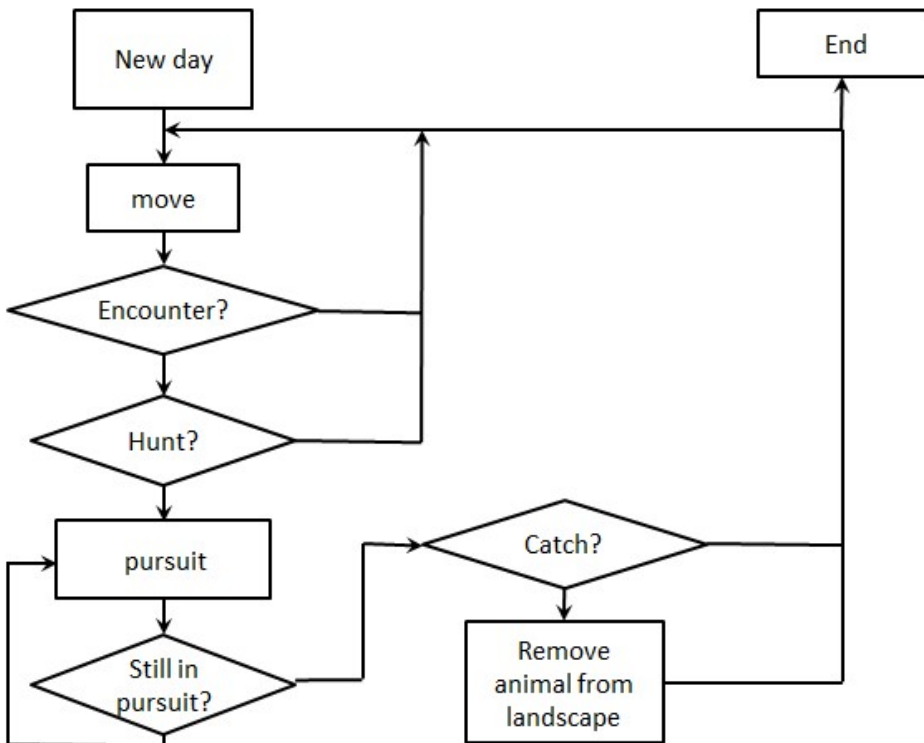 New day
End
move
Encounter?
Hunt?
pursuit
Catch?
Still in
pursuit?
Remove
animal from
landscape